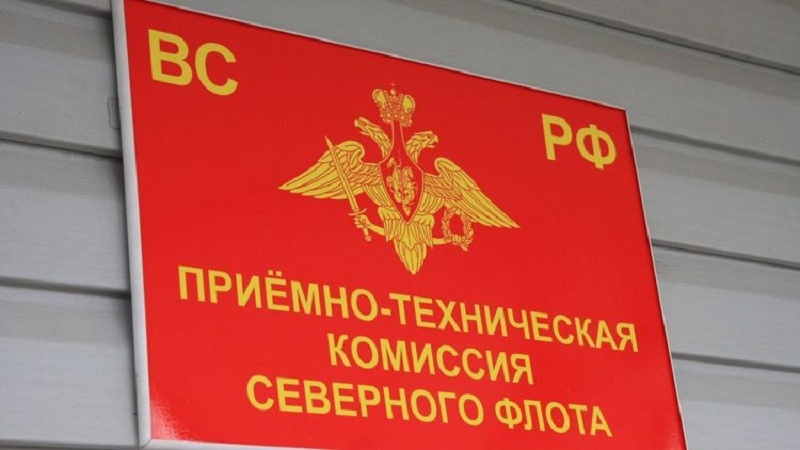 ВС РФ
ПРИЁМНО-ТЕХНИЧЕСКАЯ
КОМИССИЯ
СЕВЕРНОГО ФЛОТА